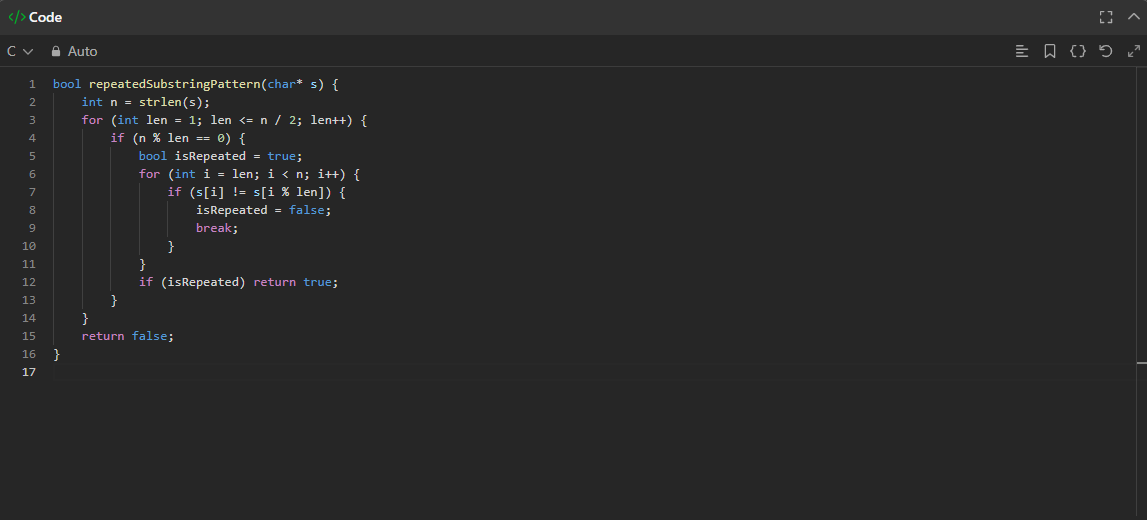 </> Code
C Auto
1 bool repeatedSubstringPattern(char* s) {
2     int n = strlen(s);
3     for (int len = 1; len <= n / 2; len++) {
4         if (n % len == 0) {
5             bool isRepeated = true;
6             for (int i = len; i < n; i++) {
7                 if (s[i] != s[i % len]) {
8                     isRepeated = false;
9                     break;
10                 }
11             }
12             if (isRepeated) return true;
13         }
14     }
15     return false;
16 }
17